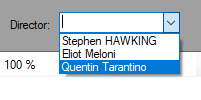 Director:
Stephen HAWKING
Eliot Meloni
Quentin Tarantino
100 %